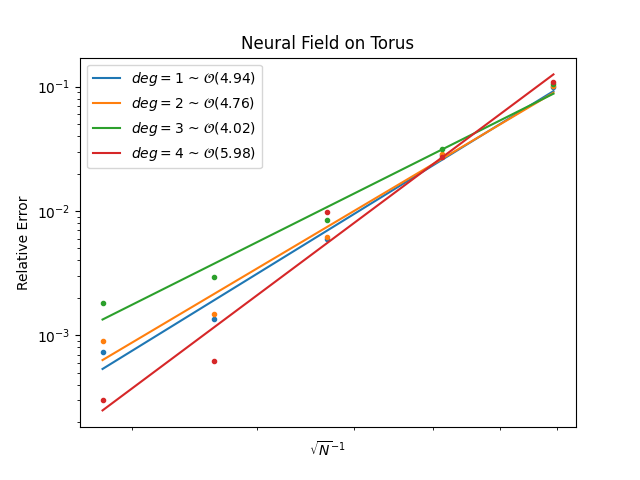 Neural Field on Torus
deg = 1 ~ 𝒪(4.94)
deg = 2 ~ 𝒪(4.76)
deg = 3 ~ 𝒪(4.02)
deg = 4 ~ 𝒪(5.98)
10⁻¹
10⁻²
10⁻³
Relative Error
√N⁻¹